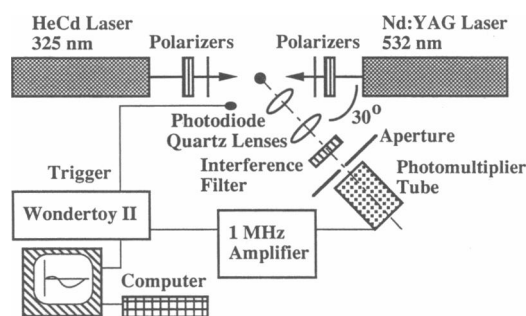 HeCd Laser
325 nm
Polarizers
Polarizers
Nd:YAG Laser
532 nm
30°
Photodiode
Quartz Lenses
Interference
Filter
Aperture
Photomultiplier
Tube
Trigger
Wondertoy II
1 MHz
Amplifier
Computer